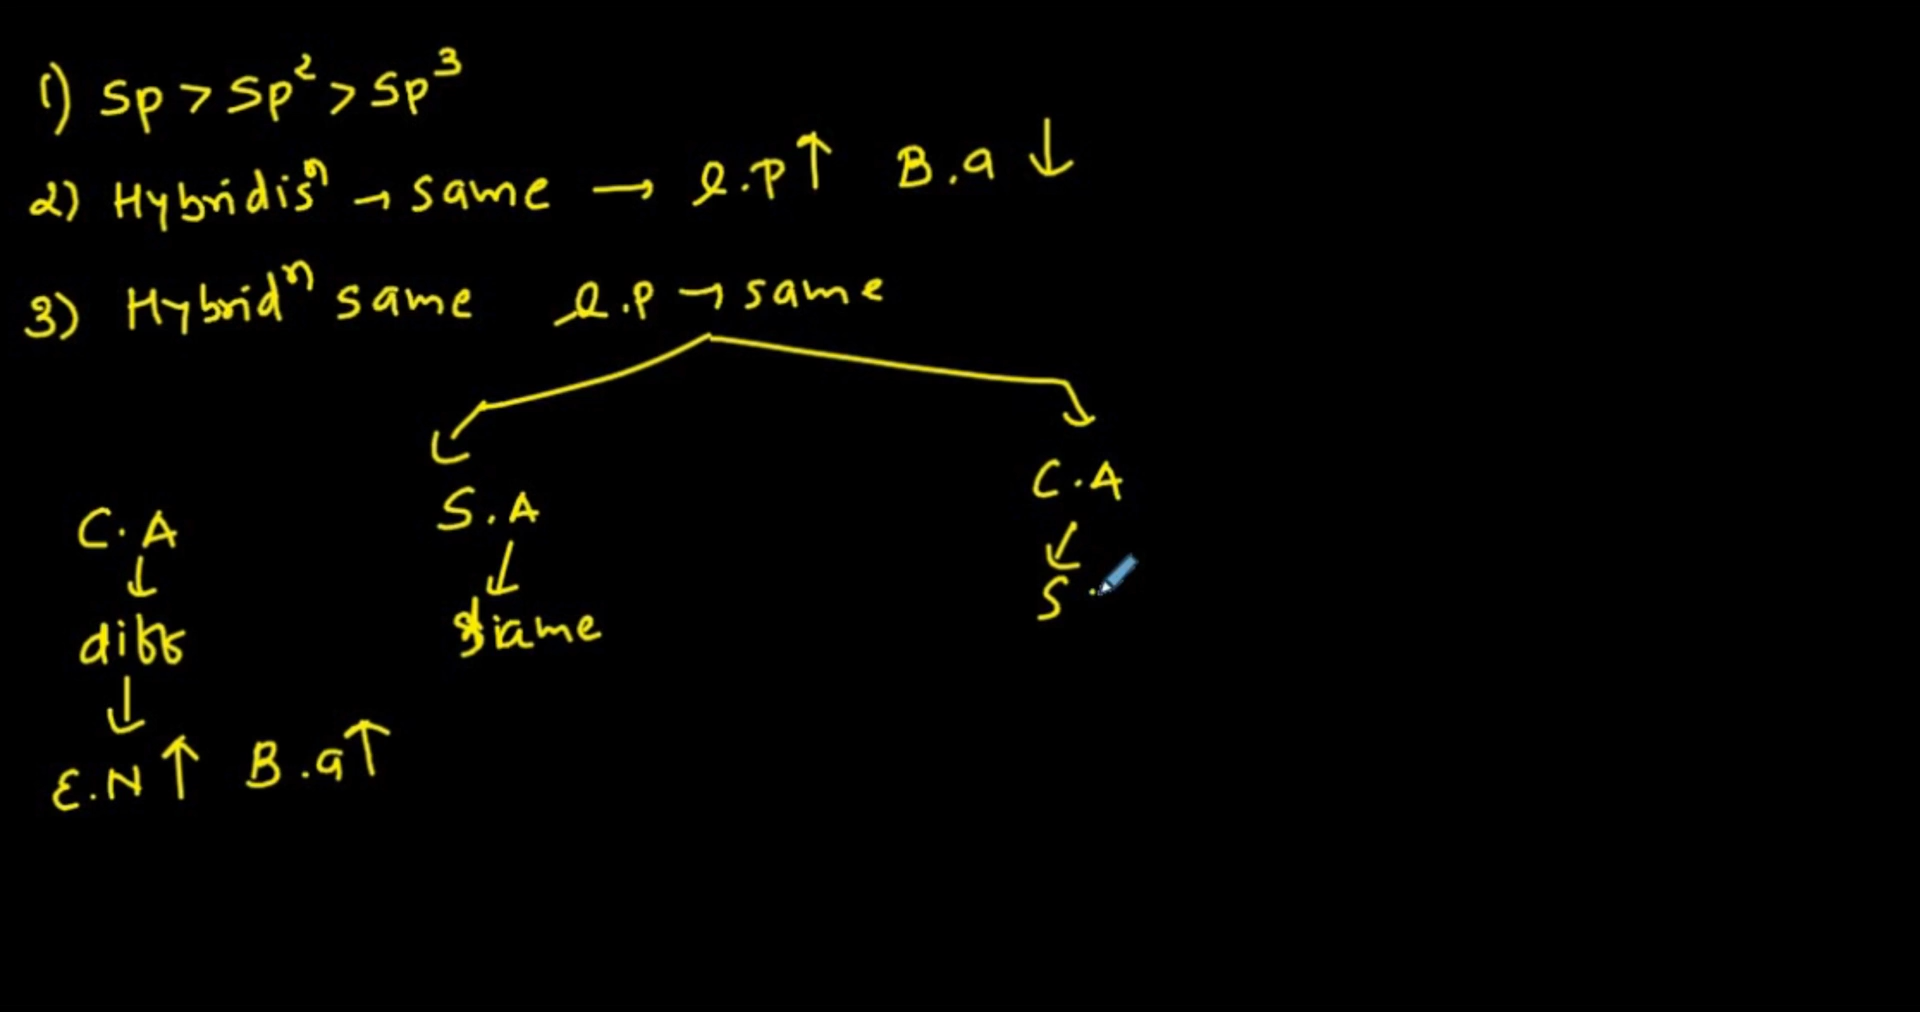 1) sp > sp² > sp³
2) Hybridisⁿ → same → l.p ↑ B.a ↓
3) Hybridⁿ same l.p → same
C.A
↓
diff
↓
E.N ↑ B.a ↑
S.A
↓
same
C.A
↓
S.